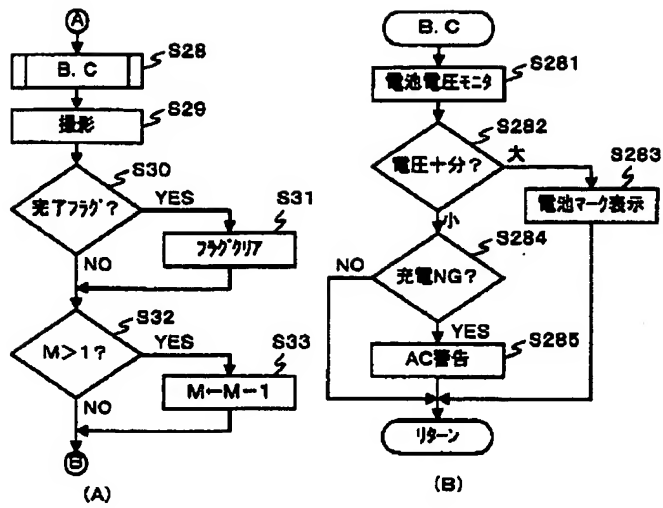 A
B.C
S28
撮影
S29
完了フラグ?
S30
YES
S31
フラグクリア
NO
M>1?
S32
YES
S33
M←M-1
NO
B
(A)
B.C
電池電圧モニタ
S281
電圧十分?
S282
大
S283
電池マーク表示
小
充電NG?
S284
NO
YES
AC警告
S285
リターン
(B)